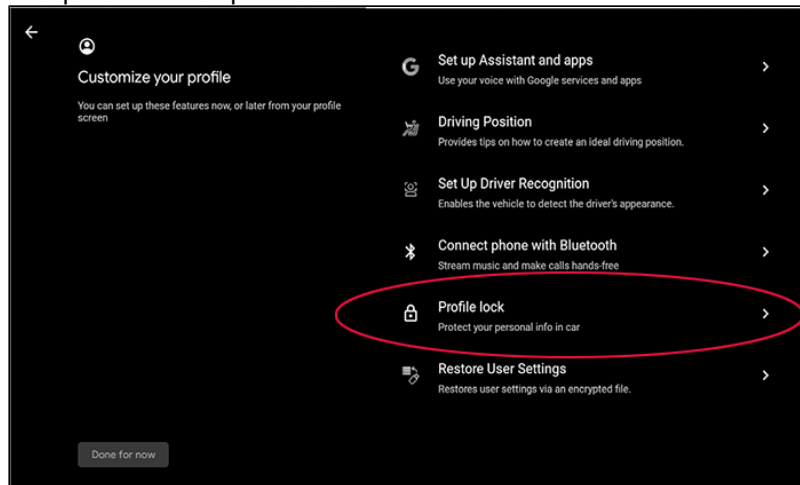 Customize your profile
You can set up these features now, or later from your profile
screen
Set up Assistant and apps
Use your voice with Google services and apps
Driving Position
Provides tips on how to create an ideal driving position.
Set Up Driver Recognition
Enables the vehicle to detect the driver's appearance.
Connect phone with Bluetooth
Stream music and make calls hands-free
Profile lock
Protect your personal info in car
Restore User Settings
Restores user settings via an encrypted file.
Done for now